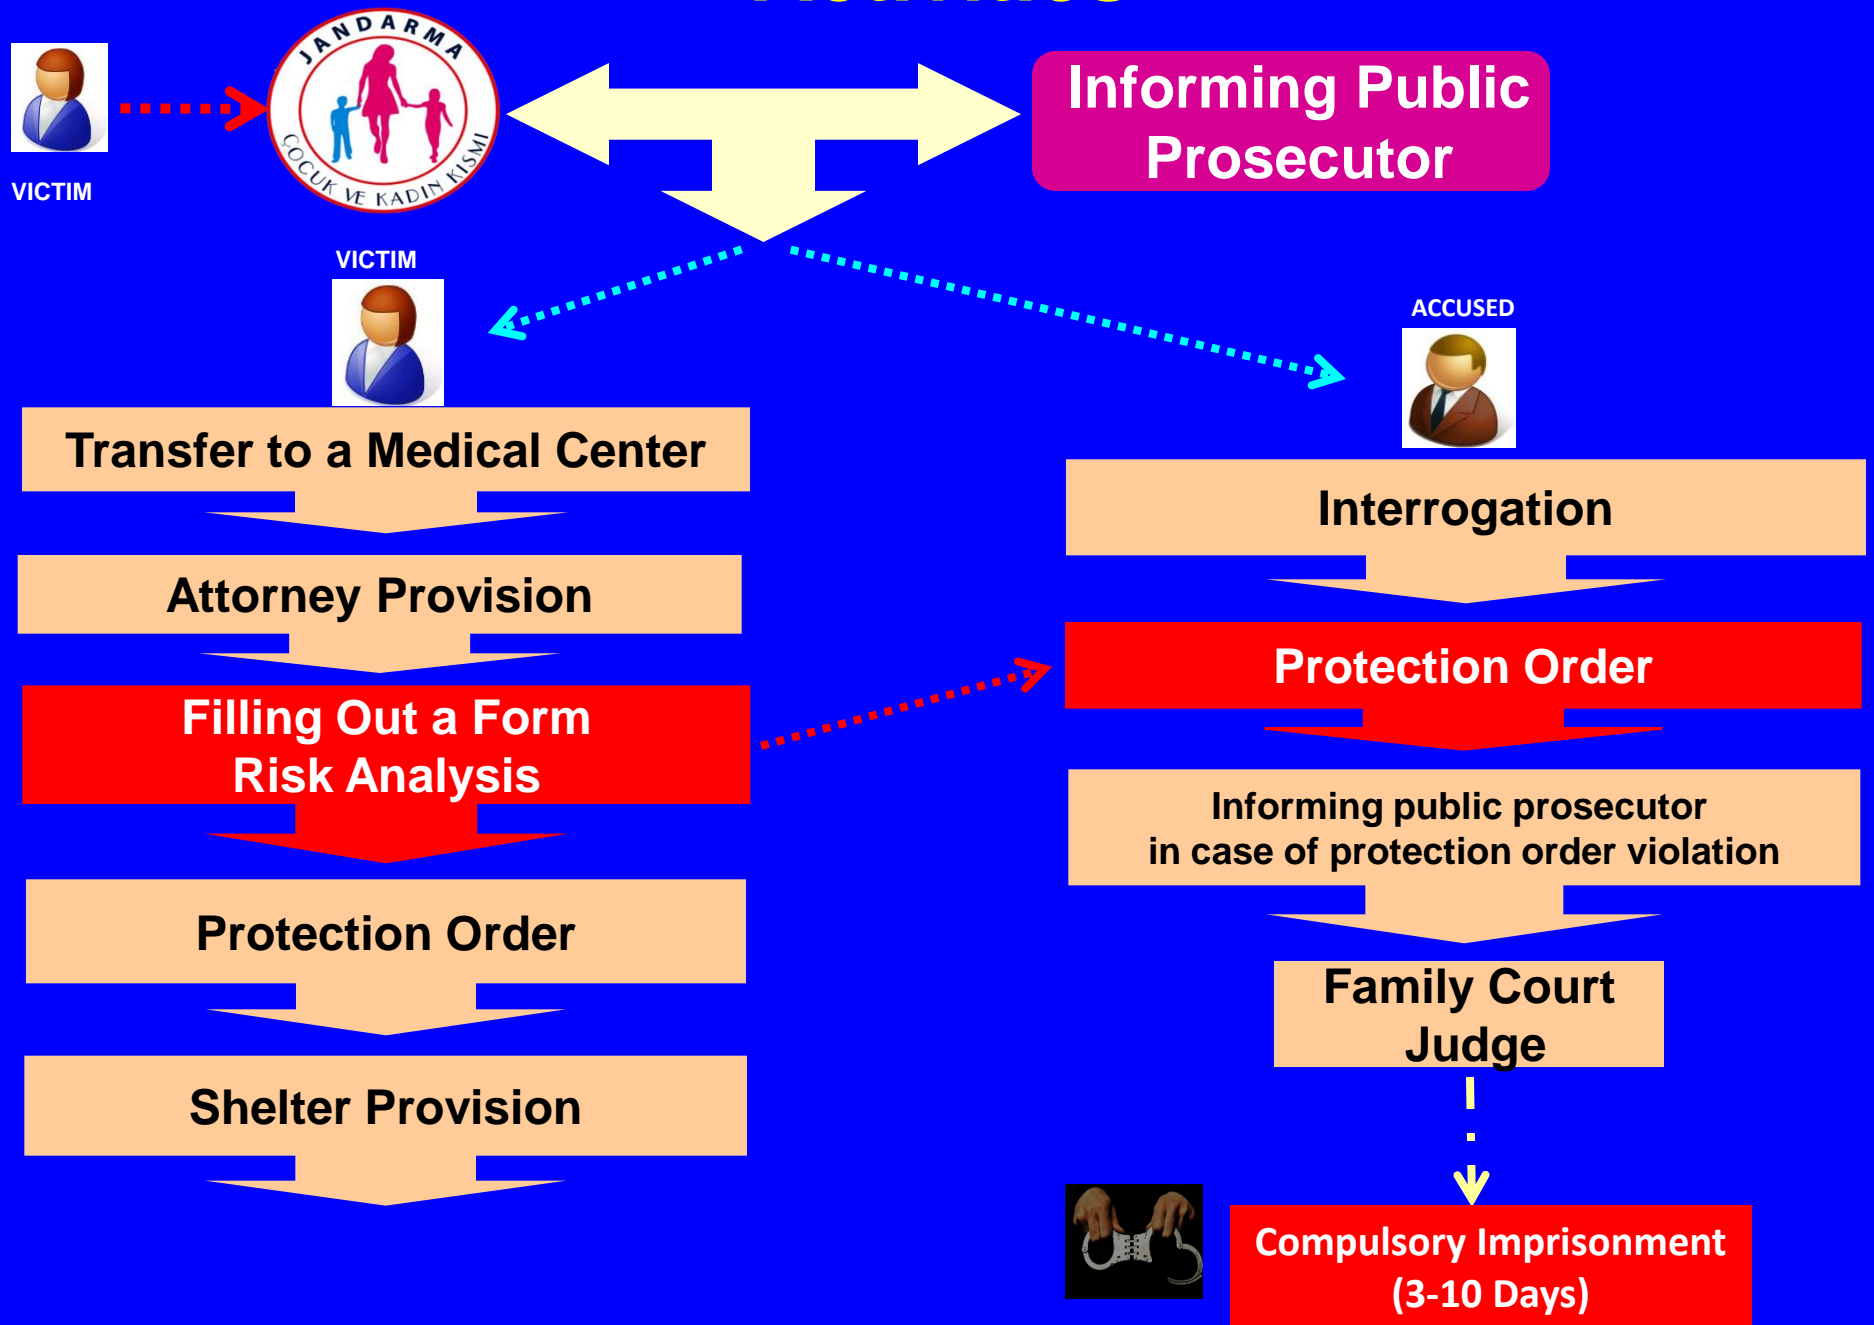 JANDARMA
ÇOCUK VE KADIN KISMI
Informing Public
Prosecutor
VICTIM
VICTIM
ACCUSED
Transfer to a Medical Center
Attorney Provision
Filling Out a Form
Risk Analysis
Protection Order
Shelter Provision
Interrogation
Protection Order
Informing public prosecutor
in case of protection order violation
Family Court
Judge
Compulsory Imprisonment
(3-10 Days)